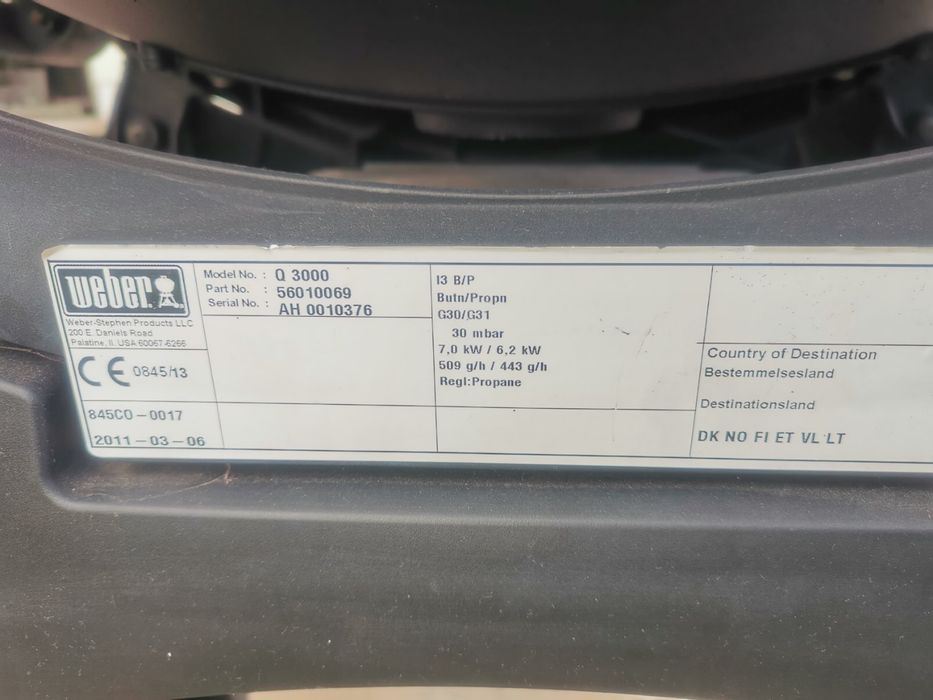 weber
Weber-Stephen Products LLC
200 E. Daniels Road
Palatine, IL USA 60067-6266
CE 0845/13
845C0-0017
2011-03-06
Model No. : Q 3000
Part No. : 56010069
Serial No. : AH 0010376
I3 B/P
Butn/Propn
G30/G31
30 mbar
7,0 kW / 6,2 kW
509 g/h / 443 g/h
Regl:Propane
Country of Destination
Bestemmelsesland
Destinationsland
DK NO FI ET VL LT